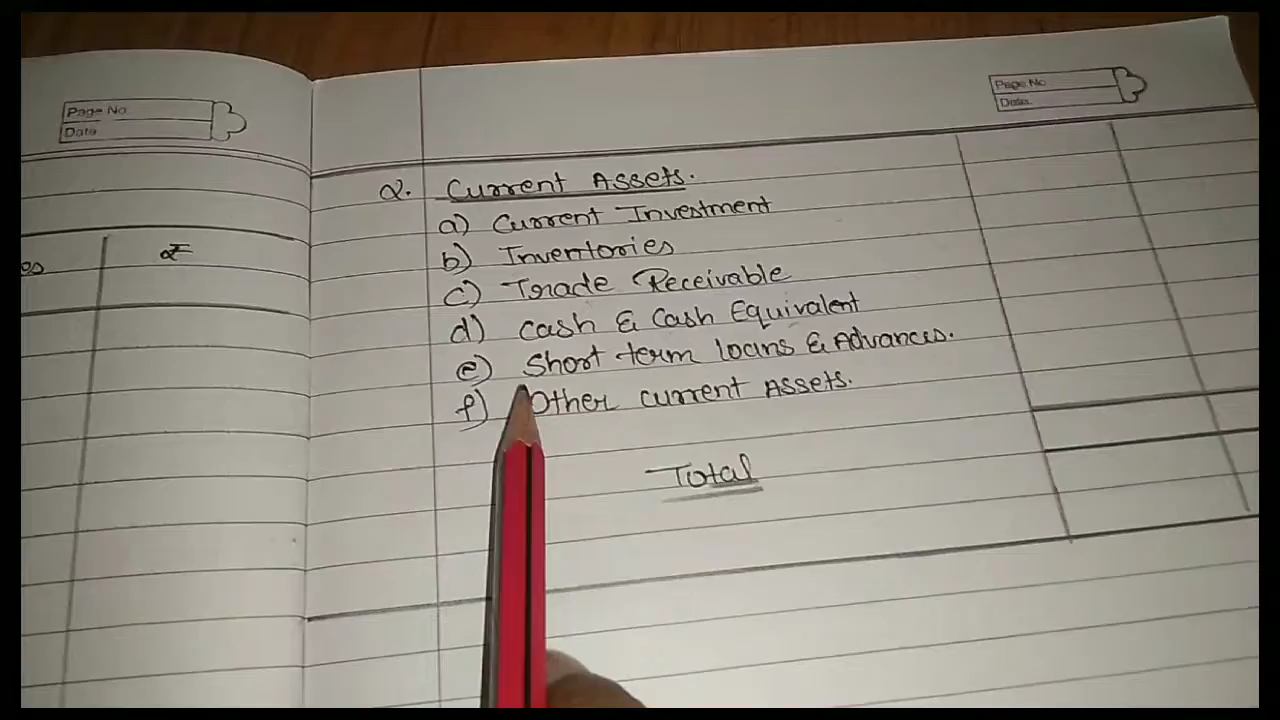 Page No
Date
Page No
Date
es ₹
2. Current Assets.
a) Current Investment
b) Inventories
c) Trade Receivable
d) Cash & Cash Equivalent
e) Short term loans & Advances.
f) Other current Assets.
Total